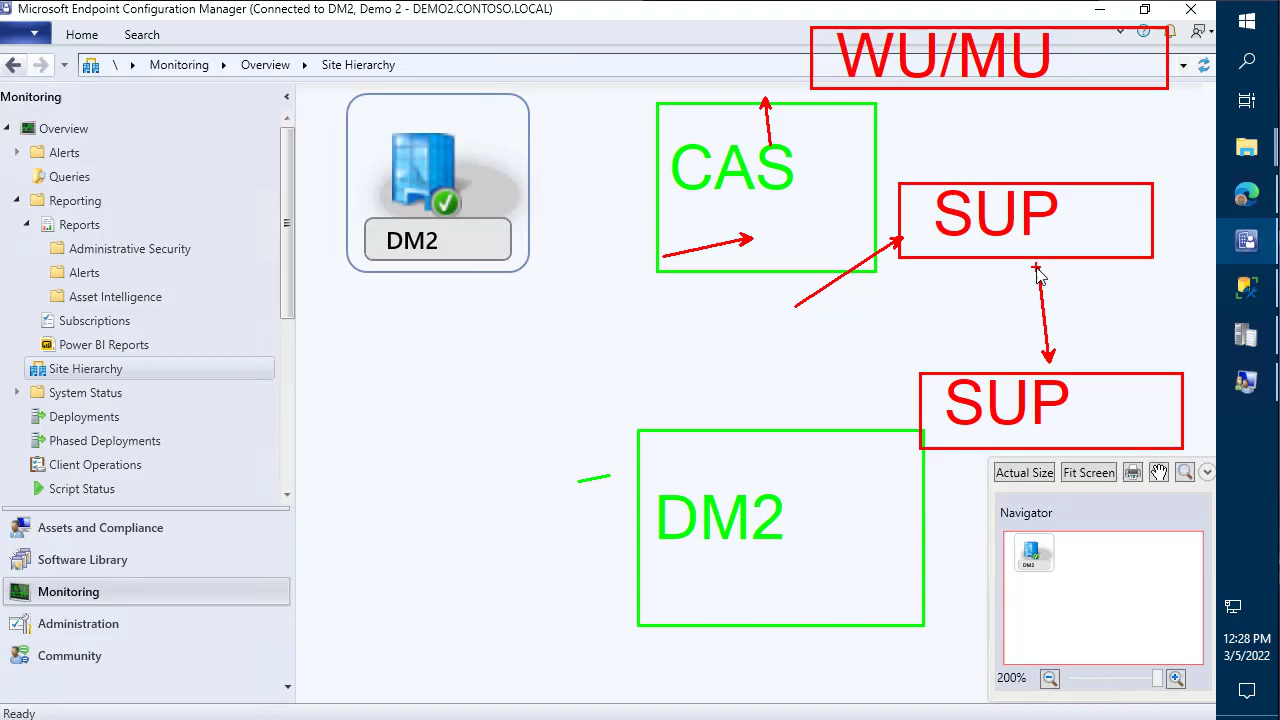 Microsoft Endpoint Configuration Manager (Connected to DM2, Demo 2 - DEMO2.CONTOSO.LOCAL)
Home Search
\ Monitoring Overview Site Hierarchy
Monitoring
Overview
Alerts
Queries
Reporting
Reports
Administrative Security
Alerts
Asset Intelligence
Subscriptions
Power BI Reports
Site Hierarchy
System Status
Deployments
Phased Deployments
Client Operations
Script Status
Assets and Compliance
Software Library
Monitoring
Administration
Community
Ready
DM2
WU/MU
CAS
SUP
SUP
DM2
Actual Size Fit Screen
Navigator
DM2
200%
12:28 PM
3/5/2022